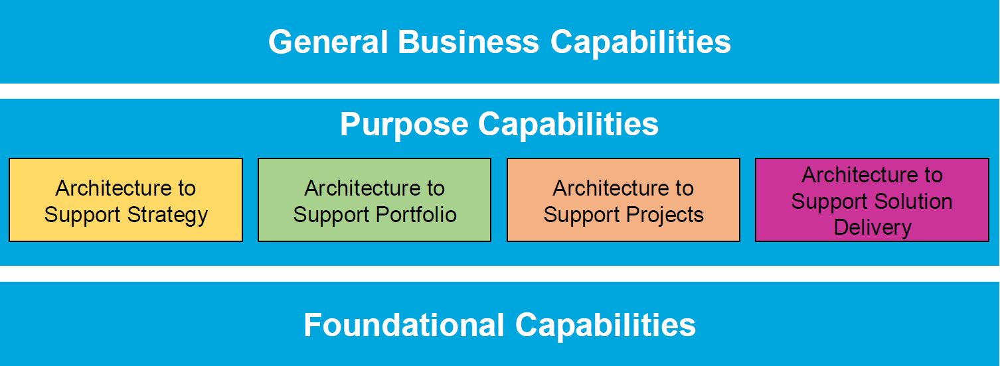 General Business Capabilities
Purpose Capabilities
Architecture to
Support Strategy
Architecture to
Support Portfolio
Architecture to
Support Projects
Architecture to
Support Solution
Delivery
Foundational Capabilities